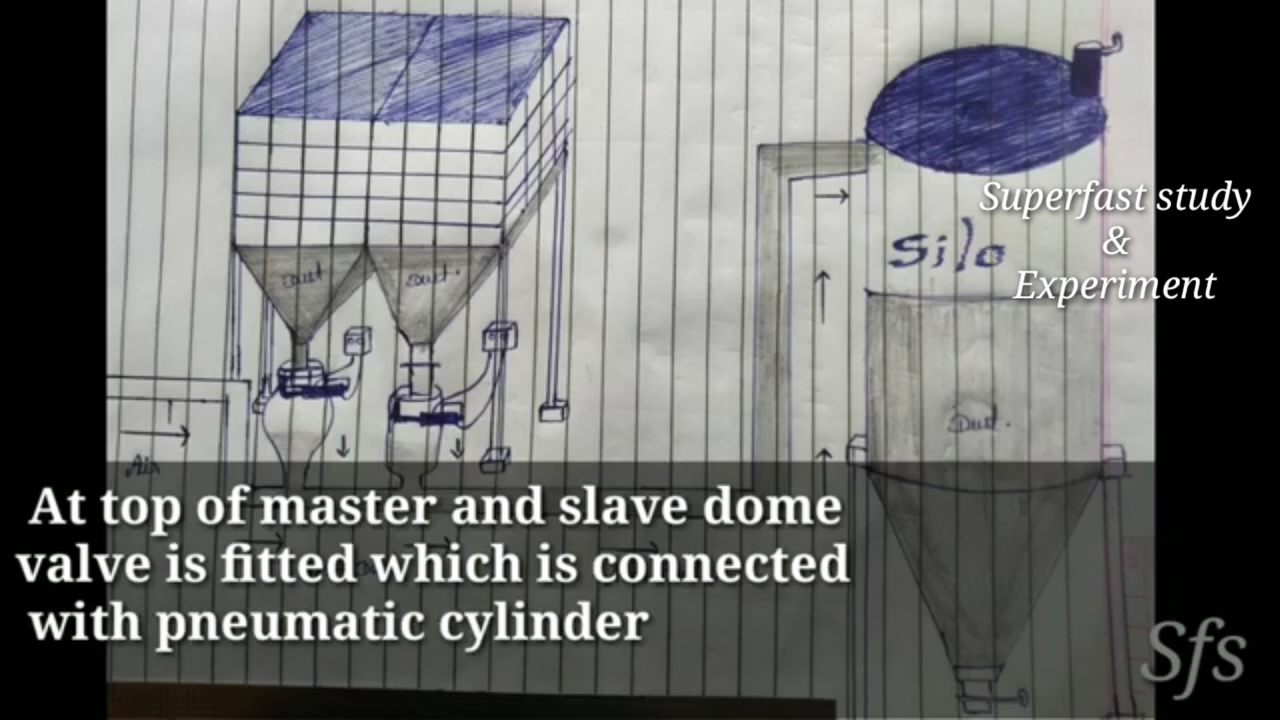 Superfast study
&
Experiment
Silo
Dust
Dust.
Dust.
Air
At top of master and slave dome
valve is fitted which is connected
with pneumatic cylinder
Sfs